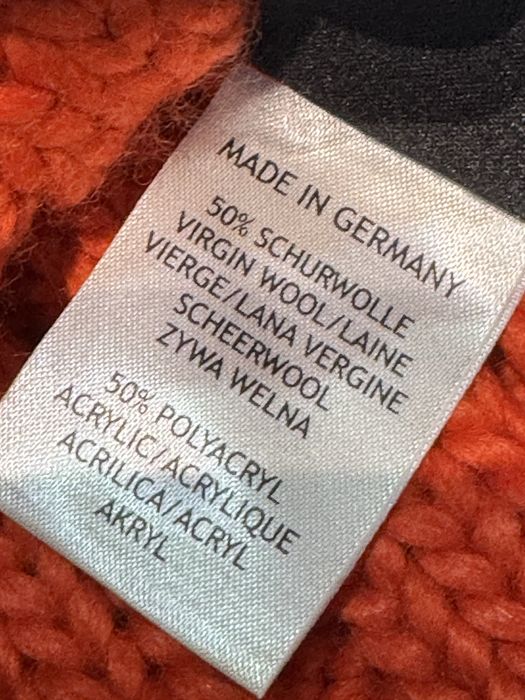 MADE IN GERMANY
50% SCHURWOLLE
VIRGIN WOOL/LAINE
VIERGE/LANA VERGINE
SCHEERWOOL
ZYWA WELNA
50% POLYACRYL
ACRYLIC/ACRYLIQUE
ACRILICA/ACRYL
AKRYL